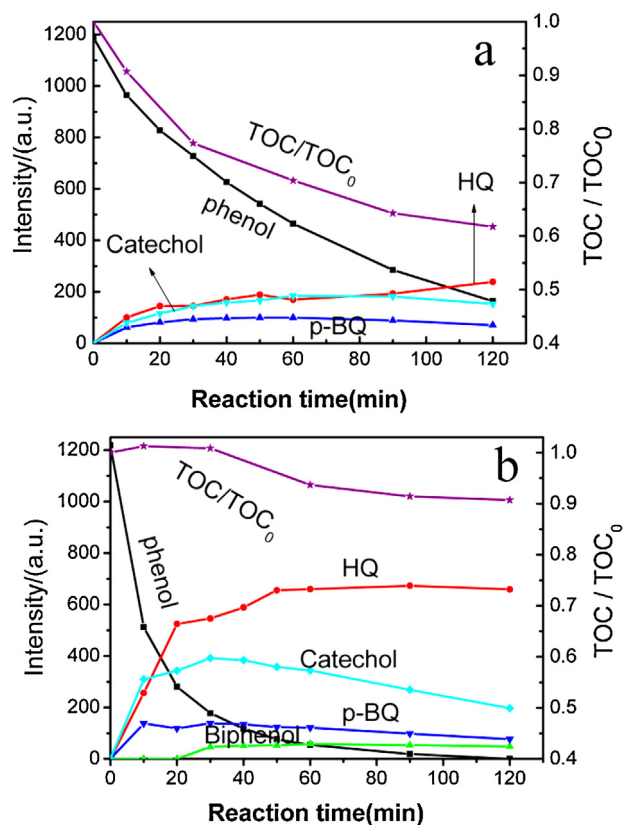 a
Intensity/(a.u.)
1200
1000
800
600
400
200
0
TOC/TOC0
phenol
HQ
Catechol
p-BQ
1.0
0.9
0.8
0.7
0.6
0.5
0.4
TOC / TOC0
0 20 40 60 80 100 120
Reaction time(min)
b
Intensity/(a.u.)
1200
1000
800
600
400
200
0
TOC/TOC0
phenol
HQ
Catechol
p-BQ
Biphenol
1.0
0.9
0.8
0.7
0.6
0.5
0.4
TOC / TOC0
0 20 40 60 80 100 120
Reaction time(min)